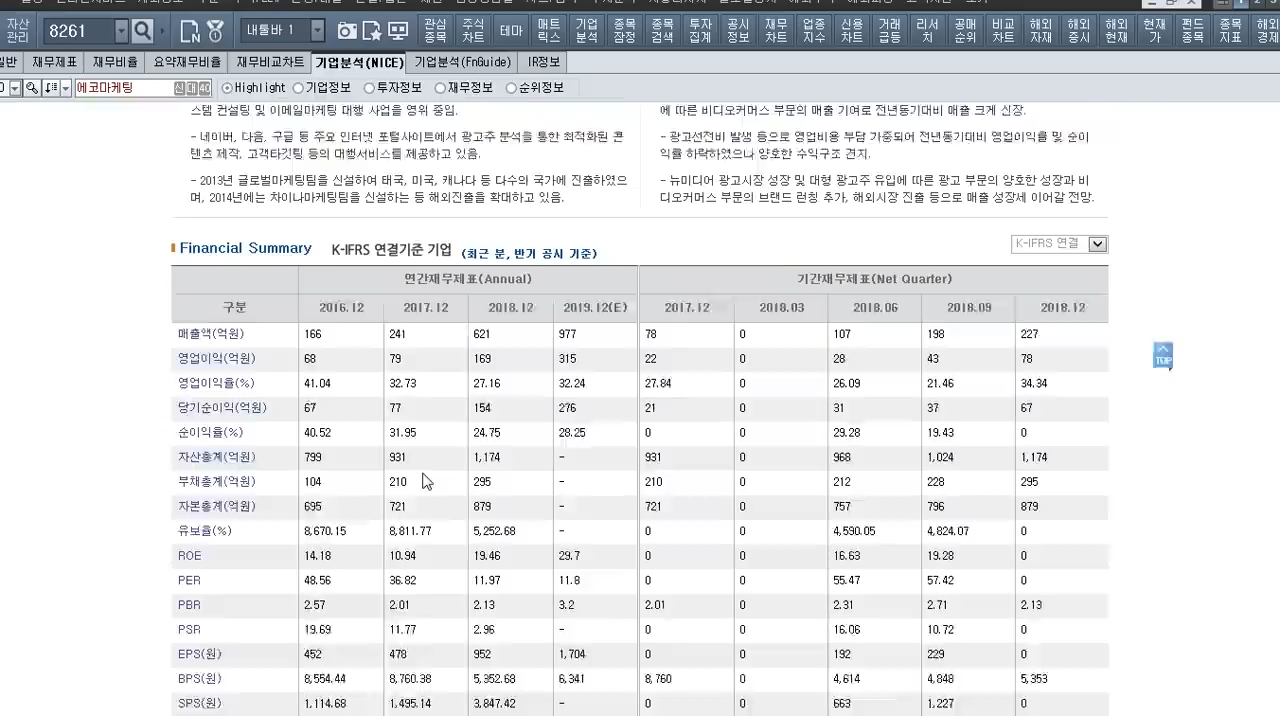 자산 관리
8261
내툴바 1
관심 종목
주식 차트
테마
매트 릭스
기업 분석
종목 잠정
종목 검색
투자 집계
공시 정보
재무 차트
업종 지수
신용 차트
거래 급등
리서 치
공매 순위
비교 차트
해외 자재
해외 증시
해외 현재
현재 가
펀드 종목
종목 지표
해외 경제
일반 재무제표 재무비율 요약재무비율 재무비교차트 기업분석(NICE) 기업분석(FnGuide) IR정보
에코마케팅 신 대 40 Highlight 기업정보 투자정보 재무정보 순위정보
스템 컨설팅 및 이메일마케팅 대행 사업을 영위 중임.
- 네이버, 다음, 구글 등 주요 인터넷 포털사이트에서 광고주 분석을 통한 최적화된 콘
텐츠 제작, 고객타깃팅 등의 대행서비스를 제공하고 있음.
- 2013년 글로벌마케팅팀을 신설하여 태국, 미국, 캐나다 등 다수의 국가에 진출하였으
며, 2014년에는 차이나마케팅팀을 신설하는 등 해외진출을 확대하고 있음.
에 따른 비디오커머스 부문의 매출 기여로 전년동기대비 매출 크게 신장.
- 광고선전비 발생 등으로 영업비용 부담 가중되어 전년동기대비 영업이익률 및 순이
익률 하락하였으나 양호한 수익구조 견지.
- 뉴미디어 광고시장 성장 및 대형 광고주 유입에 따른 광고 부문의 양호한 성장과 비
디오커머스 부문의 브랜드 런칭 추가, 해외시장 진출 등으로 매출 성장세 이어갈 전망.
Financial Summary K-IFRS 연결기준 기업 (최근 분, 반기 공시 기준)
K-IFRS 연결
연간재무제표(Annual) 기간재무제표(Net Quarter)
구분 2016.12 2017.12 2018.12 2019.12(E) 2017.12 2018.03 2018.06 2018.09 2018.12
매출액(억원) 166 241 621 977 78 0 107 198 227
영업이익(억원) 68 79 169 315 22 0 28 43 78
영업이익율(%) 41.04 32.73 27.16 32.24 27.84 0 26.09 21.46 34.34
당기순이익(억원) 67 77 154 276 21 0 31 37 67
순이익율(%) 40.52 31.95 24.75 28.25 0 0 29.28 19.43 0
자산총계(억원) 799 931 1,174 - 931 0 968 1,024 1,174
부채총계(억원) 104 210 295 - 210 0 212 228 295
자본총계(억원) 695 721 879 - 721 0 757 796 879
유보율(%) 8,670.15 8,811.77 5,252.68 - 0 0 4,590.05 4,824.07 0
ROE 14.18 10.94 19.46 29.7 0 0 16.63 19.28 0
PER 48.56 36.82 11.97 11.8 0 0 55.47 57.42 0
PBR 2.57 2.01 2.13 3.2 2.01 0 2.31 2.71 2.13
PSR 19.69 11.77 2.96 - 0 0 16.06 10.72 0
EPS(원) 452 478 952 1,704 0 0 192 229 0
BPS(원) 8,554.44 8,760.38 5,352.68 6,341 8,760 0 4,614 4,848 5,353
SPS(원) 1,114.68 1,495.14 3,847.42 - 0 0 663 1,227 0
TOP